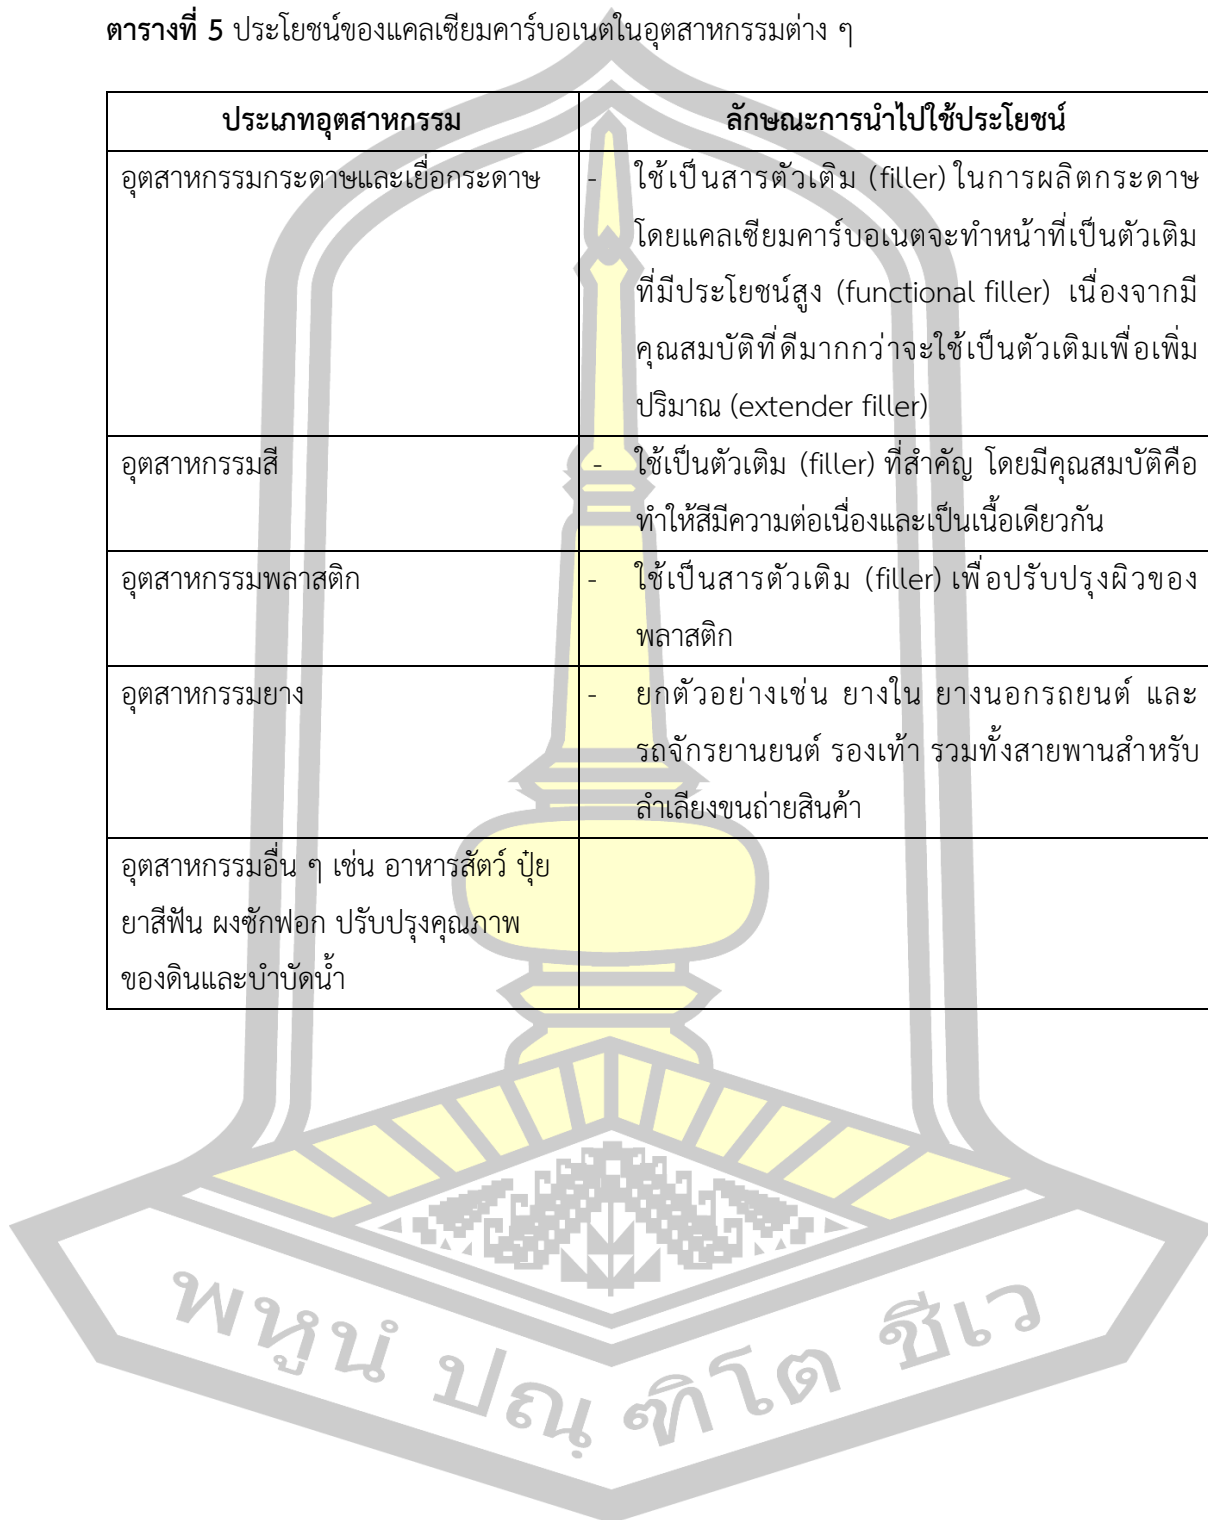 ตารางที่ 5 ประโยชน์ของแคลเซียมคาร์บอเนตในอุตสาหกรรมต่าง ๆ
ประเภทอุตสาหกรรม ลักษณะการนำไปใช้ประโยชน์
อุตสาหกรรมกระดาษและเยื่อกระดาษ - ใช้เป็นสารตัวเติม (filler) ในการผลิตกระดาษ
โดยแคลเซียมคาร์บอเนตจะทำหน้าที่เป็นตัวเติม
ที่มีประโยชน์สูง (functional filler) เนื่องจากมี
คุณสมบัติที่ดีมากกว่าจะใช้เป็นตัวเติมเพื่อเพิ่ม
ปริมาณ (extender filler)
อุตสาหกรรมสี - ใช้เป็นตัวเติม (filler) ที่สำคัญ โดยมีคุณสมบัติคือ
ทำให้สีมีความต่อเนื่องและเป็นเนื้อเดียวกัน
อุตสาหกรรมพลาสติก - ใช้เป็นสารตัวเติม (filler) เพื่อปรับปรุงผิวของ
พลาสติก
อุตสาหกรรมยาง - ยกตัวอย่างเช่น ยางใน ยางนอกรถยนต์ และ
รถจักรยานยนต์ รองเท้า รวมทั้งสายพานสำหรับ
ลำเลียงขนถ่ายสินค้า
อุตสาหกรรมอื่น ๆ เช่น อาหารสัตว์ ปุ๋ย
ยาสีฟัน ผงซักฟอก ปรับปรุงคุณภาพ
ของดินและบำบัดน้ำ
พหูนํ ปณฺฑิโต ชีเว